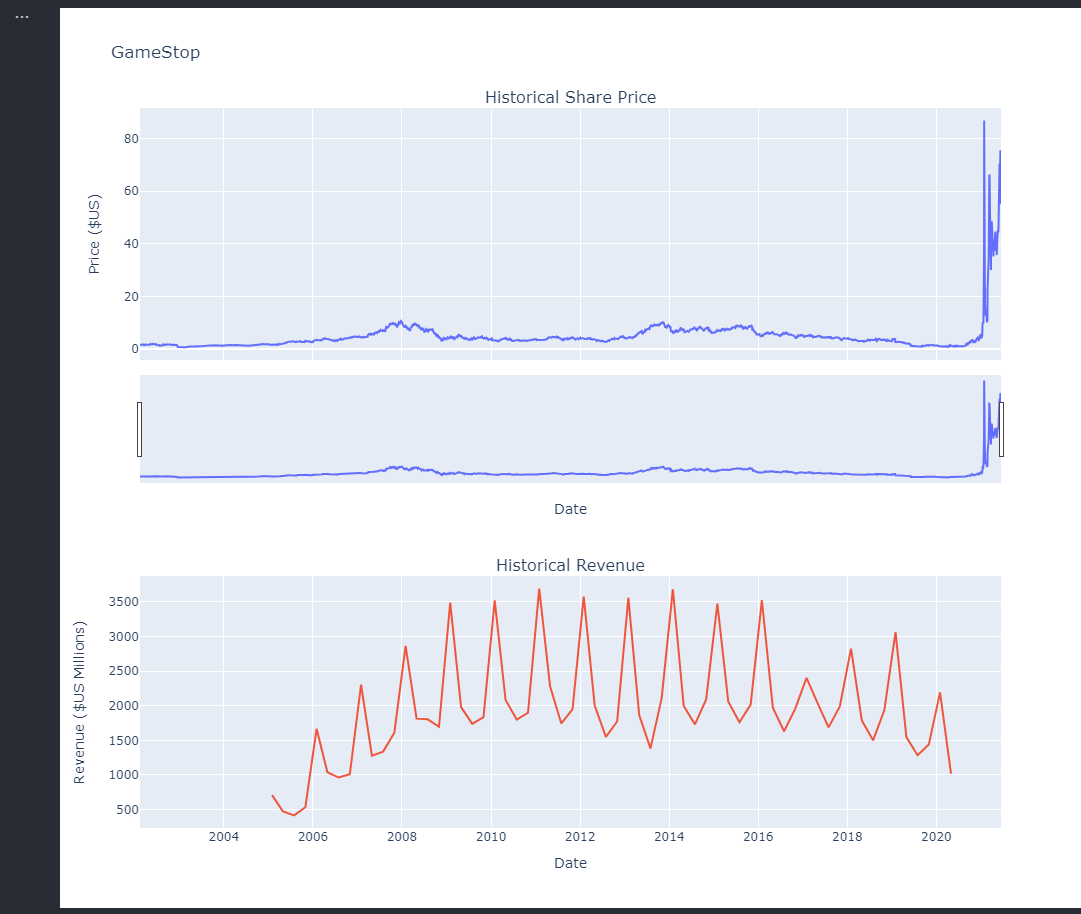 ...
GameStop
Historical Share Price
Price ($US)
80
60
40
20
0
Date
Historical Revenue
Revenue ($US Millions)
3500
3000
2500
2000
1500
1000
500
2004 2006 2008 2010 2012 2014 2016 2018 2020
Date